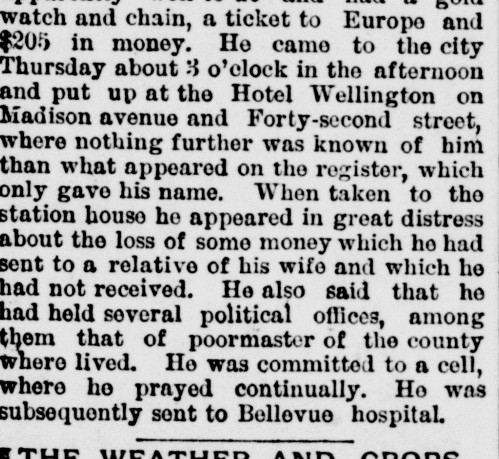 watch and chain, a ticket to Europe and
$205 in money. He came to the city
Thursday about 3 o'clock in the afternoon
and put up at the Hotel Wellington on
Madison avenue and Forty-second street,
where nothing further was known of him
than what appeared on the register, which
only gave his name. When taken to the
station house he appeared in great distress
about the loss of some money which he had
sent to a relative of his wife and which he
had not received. He also said that he
had held several political offices, among
them that of poormaster of the county
where lived. He was committed to a cell,
where he prayed continually. He was
subsequently sent to Bellevue hospital.
THE WEATHER AND CROPS